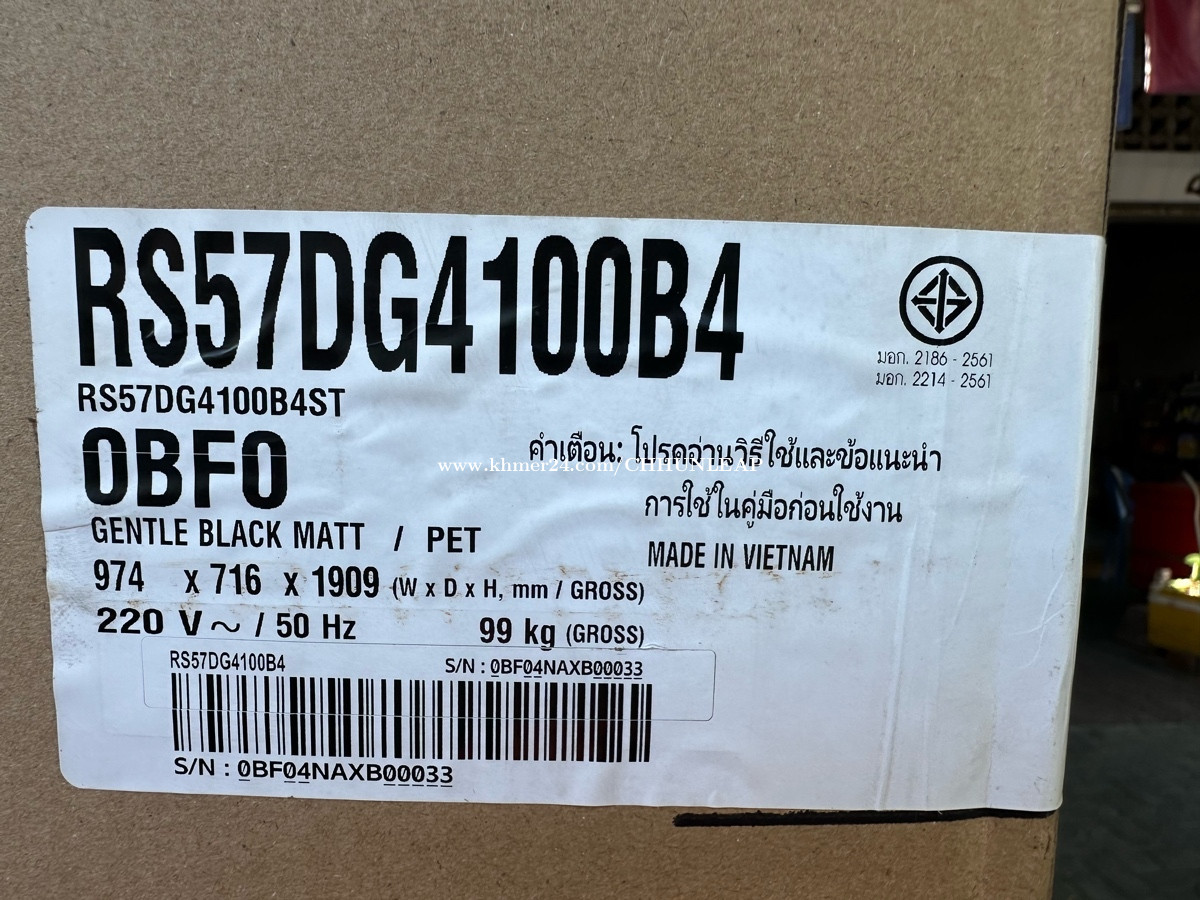 RS57DG4100B4
RS57DG4100B4ST
0BF0
GENTLE BLACK MATT / PET
974 x 716 x 1909 (W x D x H, mm / GROSS)
220 V ~ / 50 Hz 99 kg (GROSS)
มอก. 2186 - 2561
มอก. 2214 - 2561
คำเตือน: โปรดอ่านวิธีใช้และข้อแนะนำ
การใช้ในคู่มือก่อนใช้งาน
MADE IN VIETNAM
www.khmer24.com/CHHUNLEAP
RS57DG4100B4 S/N : 0BF04NAXB00033
S/N : 0BF04NAXB00033